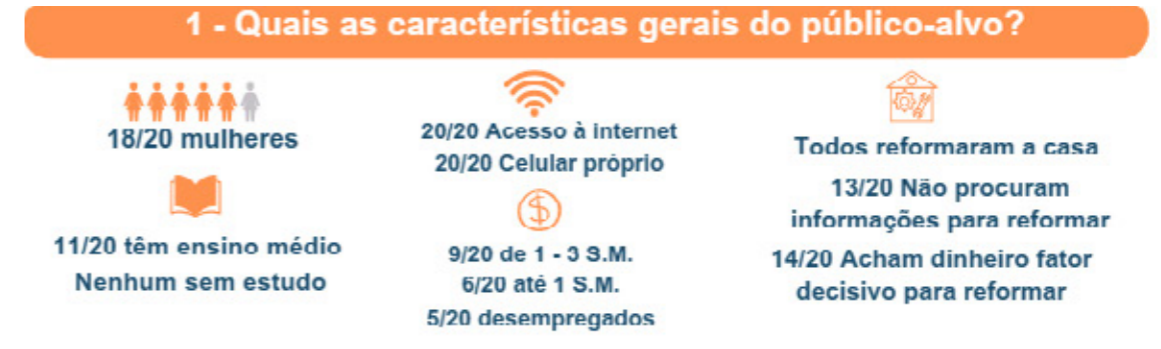 1 - Quais as características gerais do público-alvo?
18/20 mulheres
11/20 têm ensino médio
Nenhum sem estudo
20/20 Acesso à internet
20/20 Celular próprio
$
9/20 de 1 - 3 S.M.
6/20 até 1 S.M.
5/20 desempregados
Todos reformaram a casa
13/20 Não procuram
informações para reformar
14/20 Acham dinheiro fator
decisivo para reformar